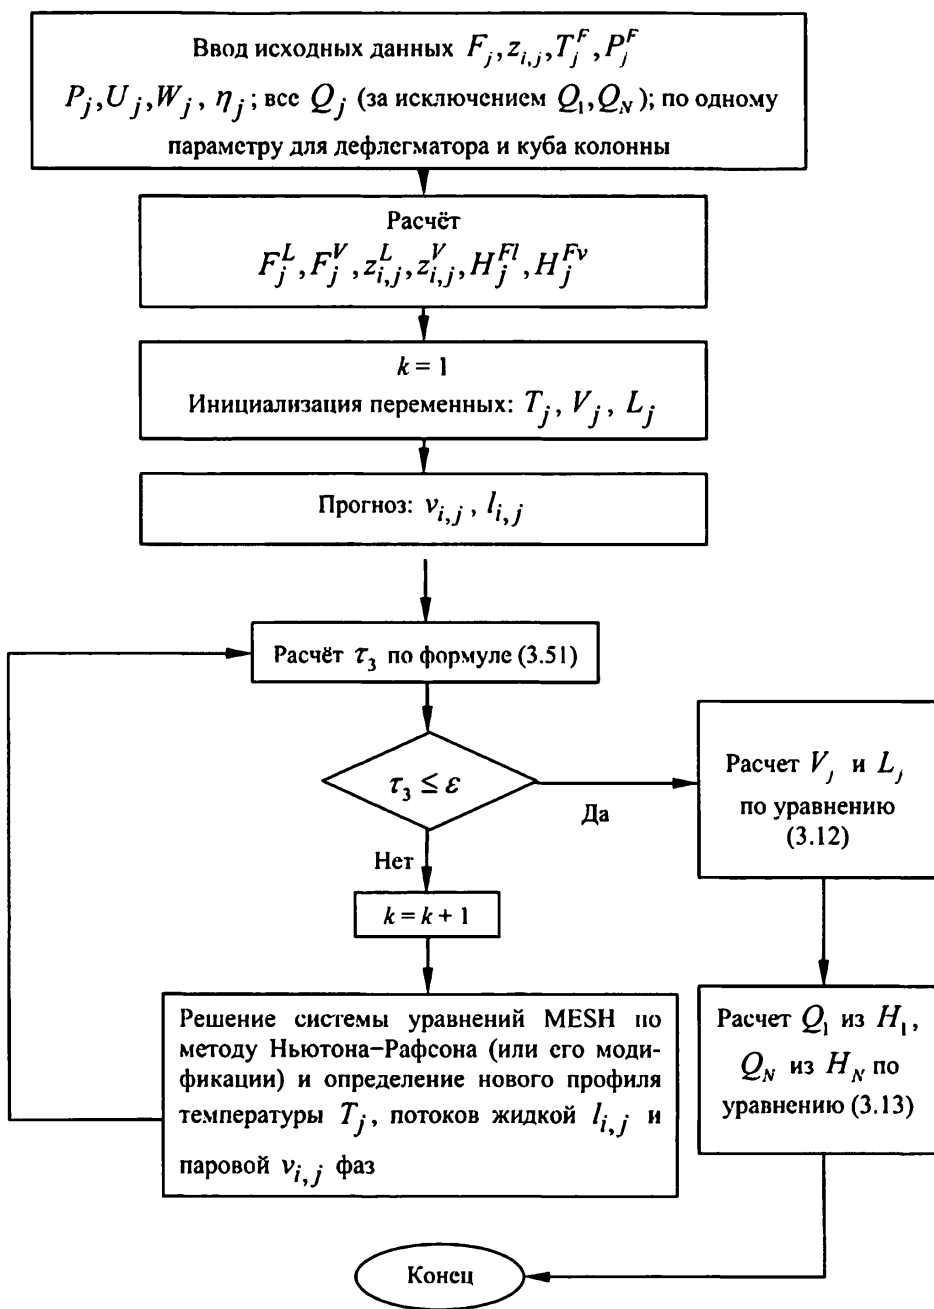 Ввод исходных данных F_j, z_{i,j}, T_j^F, P_j^F
P_j, U_j, W_j, η_j; все Q_j (за исключением Q_1, Q_N); по одному
параметру для дефлегматора и куба колонны
Расчёт
F_j^L, F_j^V, z_{i,j}^L, z_{i,j}^V, H_j^{Fl}, H_j^{Fv}
k = 1
Инициализация переменных: T_j, V_j, L_j
Прогноз: v_{i,j}, l_{i,j}
Расчёт τ_3 по формуле (3.51)
τ_3 ≤ ε
Да
Нет
k = k + 1
Решение системы уравнений MESH по
методу Ньютона–Рафсона (или его моди-
фикации) и определение нового профиля
температуры T_j, потоков жидкой l_{i,j} и
паровой v_{i,j} фаз
Расчет V_j и L_j
по уравнению
(3.12)
Расчет Q_1 из H_1,
Q_N из H_N по
уравнению (3.13)
Конец